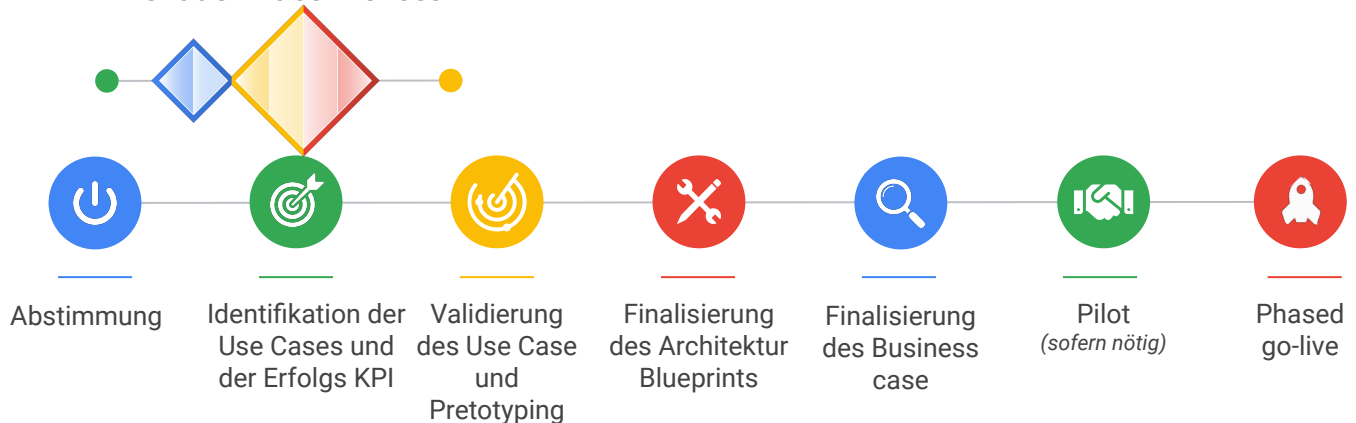 Abstimmung
Identifikation der
Use Cases und
der Erfolgs KPI
Validierung
des Use Case
und
Pretotyping
Finalisierung
des Architektur
Blueprints
Finalisierung
des Business
case
Pilot
(sofern nötig)
Phased
go-live